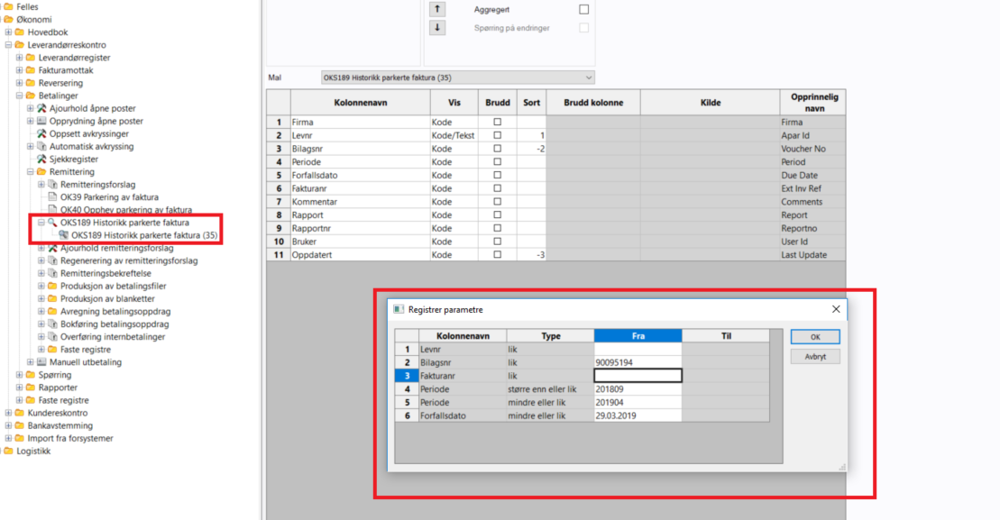 Felles
Økonomi
Hovedbok
Leverandørreskontro
Leverandørregister
Fakturamottak
Reversering
Betalinger
Ajourhold åpne poster
Opprydning åpne poster
Oppsett avkryssinger
Automatisk avkryssing
Sjekkregister
Remittering
Remitteringsforslag
OK39 Parkering av faktura
OK40 Opphev parkering av faktura
OKS189 Historikk parkerte faktura
OKS189 Historikk parkerte faktura (35)
Ajourhold remitteringsforslag
Regenerering av remitteringsforslag
Remitteringsbekreftelse
Produksjon av betalingsfiler
Produksjon av blanketter
Avregning betalingsoppdrag
Bokføring betalingsoppdrag
Overføring internbetalinger
Faste registre
Manuell utbetaling
Spørring
Rapporter
Faste registre
Kundereskontro
Bankavstemming
Import fra forsystemer
Logistikk
Aggregert
Spørring på endringer
Mal OKS189 Historikk parkerte faktura (35)
Kolonnenavn Vis Brudd Sort Brudd kolonne Kilde Opprinnelig navn
1 Firma Kode Firma
2 Levnr Kode/Tekst 1 Apar Id
3 Bilagsnr Kode -2 Voucher No
4 Periode Kode Period
5 Forfallsdato Kode Due Date
6 Fakturanr Kode Ext Inv Ref
7 Kommentar Kode Comments
8 Rapport Kode Report
9 Rapportnr Kode Reportno
10 Bruker Kode User Id
11 Oppdatert Kode -3 Last Update
Registrer parametre
Kolonnenavn Type Fra Til
1 Levnr lik
2 Bilagsnr lik 90095194
3 Fakturanr lik
4 Periode større enn eller lik 201809
5 Periode mindre eller lik 201904
6 Forfallsdato mindre eller lik 29.03.2019
OK
Avbryt